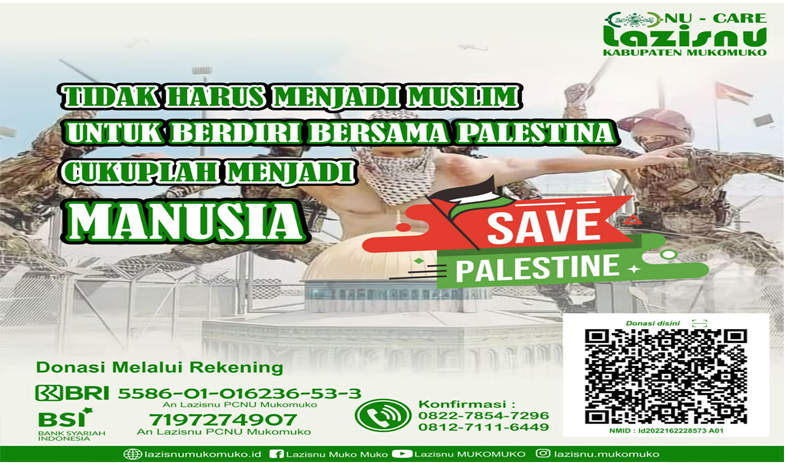 NU - CARE
Lazisnu
KABUPATEN MUKOMUKO
TIDAK HARUS MENJADI MUSLIM
UNTUK BERDIRI BERSAMA PALESTINA
CUKUPLAH MENJADI
MANUSIA
SAVE
PALESTINE
Donasi disini
Donasi Melalui Rekening
BRI 5586-01-016236-53-3
An Lazisnu PCNU Mukomuko
BSI 7197274907
BANK SYARIAH
INDONESIA
An Lazisnu PCNU Mukomuko
Konfirmasi :
0822-7854-7296
0812-7111-6449
NMID : Id2022162228573 A01
lazisnumukomuko.id Lazisnu Muko Muko Lazisnu MUKOMUKO lazisnu.mukomuko